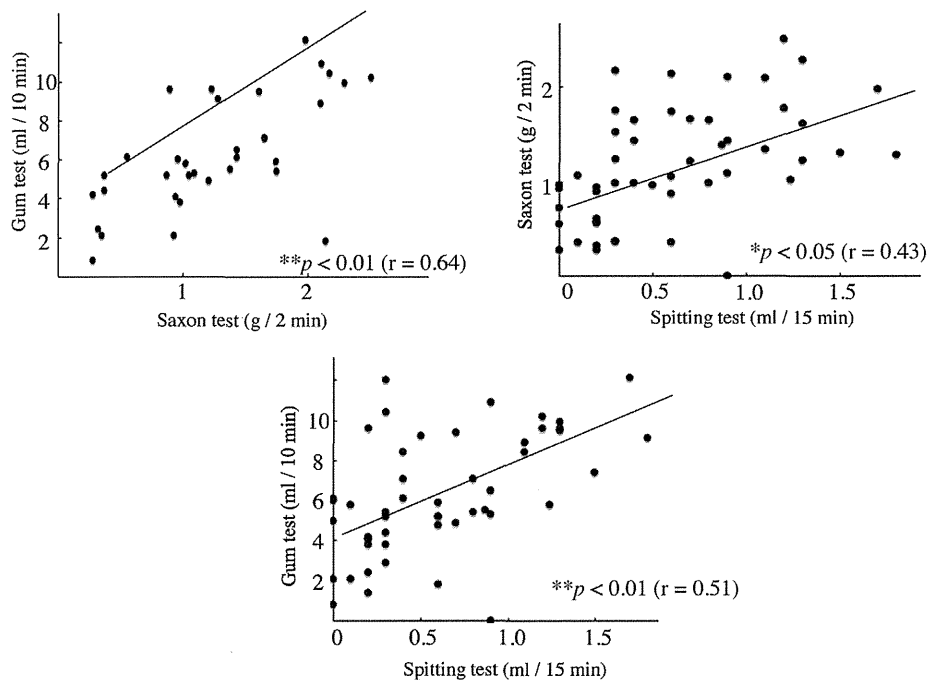 Gum test (ml / 10 min)
10
8
6
4
2
1
2
Saxon test (g / 2 min)
**p < 0.01 (r = 0.64)
Saxon test (g / 2 min)
2
1
0
0.5
1.0
1.5
Spitting test (ml / 15 min)
*p < 0.05 (r = 0.43)
Gum test (ml / 10 min)
10
8
6
4
2
0
0.5
1.0
1.5
Spitting test (ml / 15 min)
**p < 0.01 (r = 0.51)